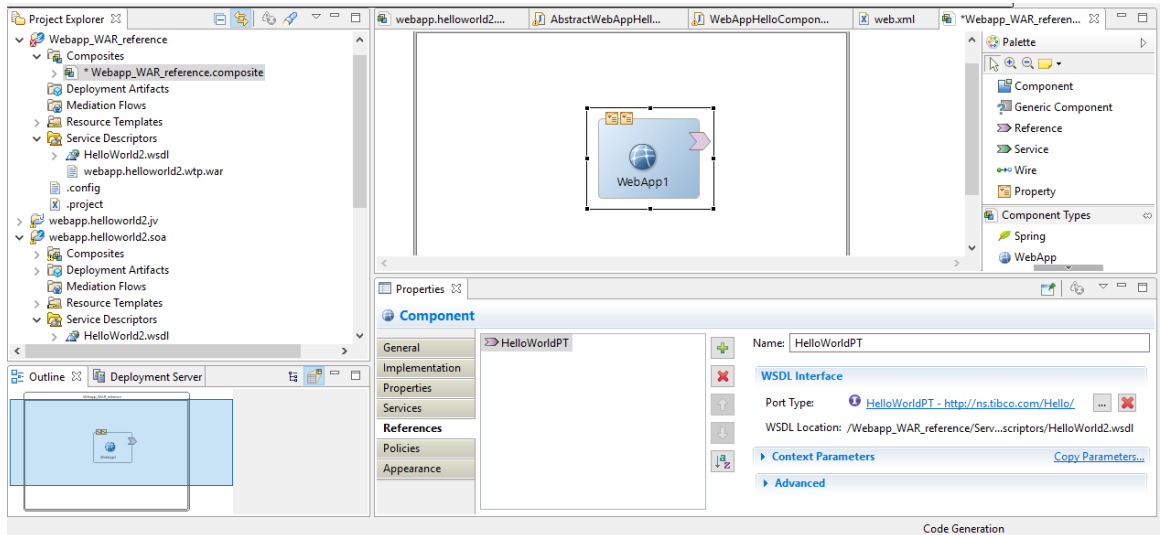 Project Explorer
Webapp_WAR_reference
Composites
* Webapp_WAR_reference.composite
Deployment Artifacts
Mediation Flows
Resource Templates
Service Descriptors
HelloWorld2.wsdl
webapp.helloworld2.wtp.war
.config
.project
webapp.helloworld2.jv
webapp.helloworld2.soa
Composites
Deployment Artifacts
Mediation Flows
Resource Templates
Service Descriptors
HelloWorld2.wsdl
Outline
Deployment Server
Webapp_WAR_reference
WebApp1
webapp.helloworld2....
AbstractWebAppHell...
WebAppHelloCompon...
web.xml
*Webapp_WAR_referen...
WebApp1
Palette
Component
Generic Component
Reference
Service
Wire
Property
Component Types
Spring
WebApp
Properties
Component
General
Implementation
Properties
Services
References
Policies
Appearance
HelloWorldPT
Name: HelloWorldPT
WSDL Interface
Port Type: HelloWorldPT - http://ns.tibco.com/Hello/ ...
WSDL Location: /Webapp_WAR_reference/Serv...scriptors/HelloWorld2.wsdl
Context Parameters Copy Parameters...
Advanced
Code Generation